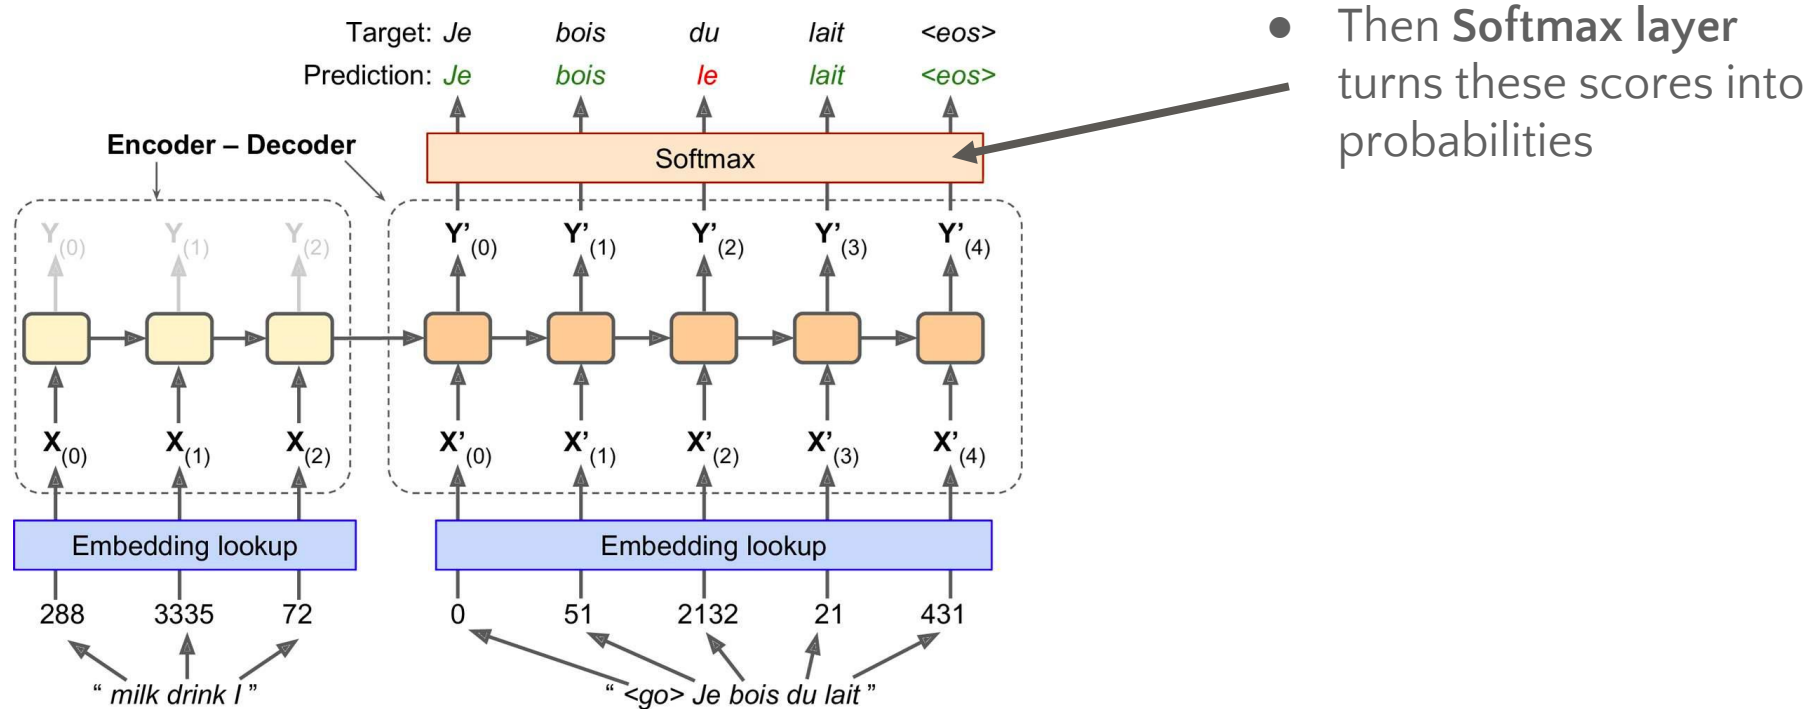 Target: Je bois du lait <eos>
Prediction: Je bois le lait <eos>
Encoder – Decoder
Softmax
Y(0) Y(1) Y(2) Y’(0) Y’(1) Y’(2) Y’(3) Y’(4)
X(0) X(1) X(2) X’(0) X’(1) X’(2) X’(3) X’(4)
Embedding lookup Embedding lookup
288 3335 72 0 51 2132 21 431
“ milk drink I ” “ <go> Je bois du lait ”
● Then Softmax layer
turns these scores into
probabilities